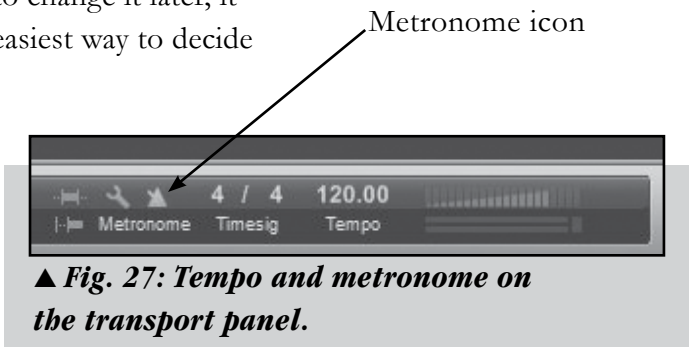 to change it later, it
easiest way to decide
Metronome icon
4 / 4 120.00
Metronome Timesig Tempo
▲ Fig. 27: Tempo and metronome on
the transport panel.